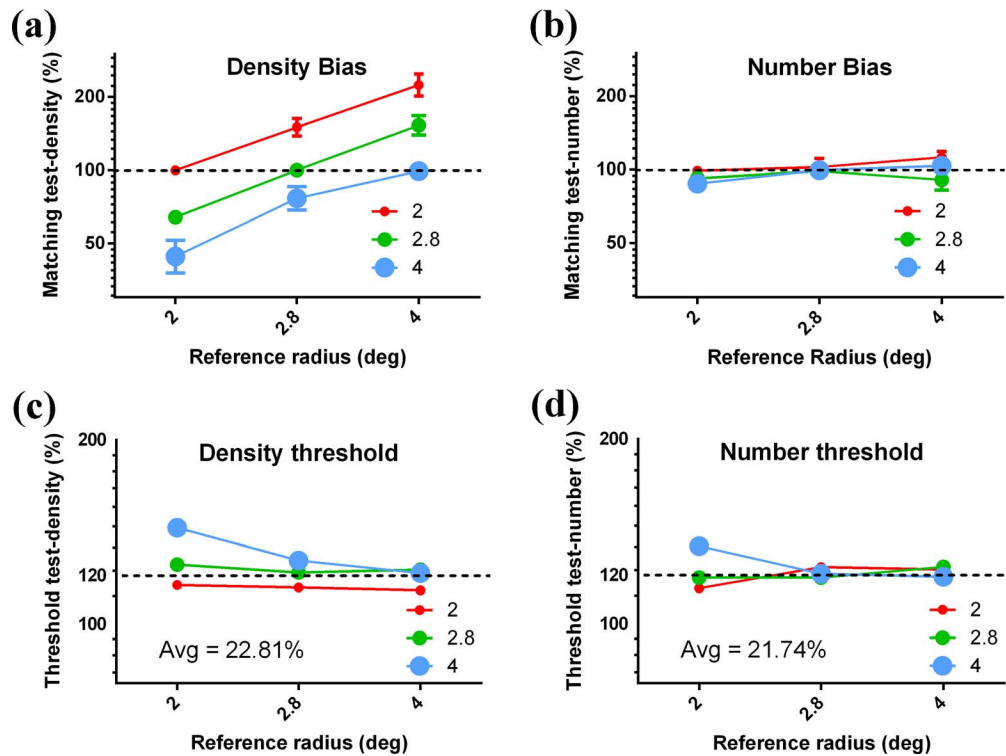 (a)
Density Bias
Matching test-density (%)
200
100
50
2
2.8
4
2
2.8
4
Reference radius (deg)
(b)
Number Bias
Matching test-number (%)
200
100
50
2
2.8
4
2
2.8
4
Reference Radius (deg)
(c)
Density threshold
Threshold test-density (%)
200
120
100
2
2.8
4
Avg = 22.81%
2
2.8
4
Reference radius (deg)
(d)
Number threshold
Threshold test-number (%)
200
120
100
2
2.8
4
Avg = 21.74%
2
2.8
4
Reference radius (deg)